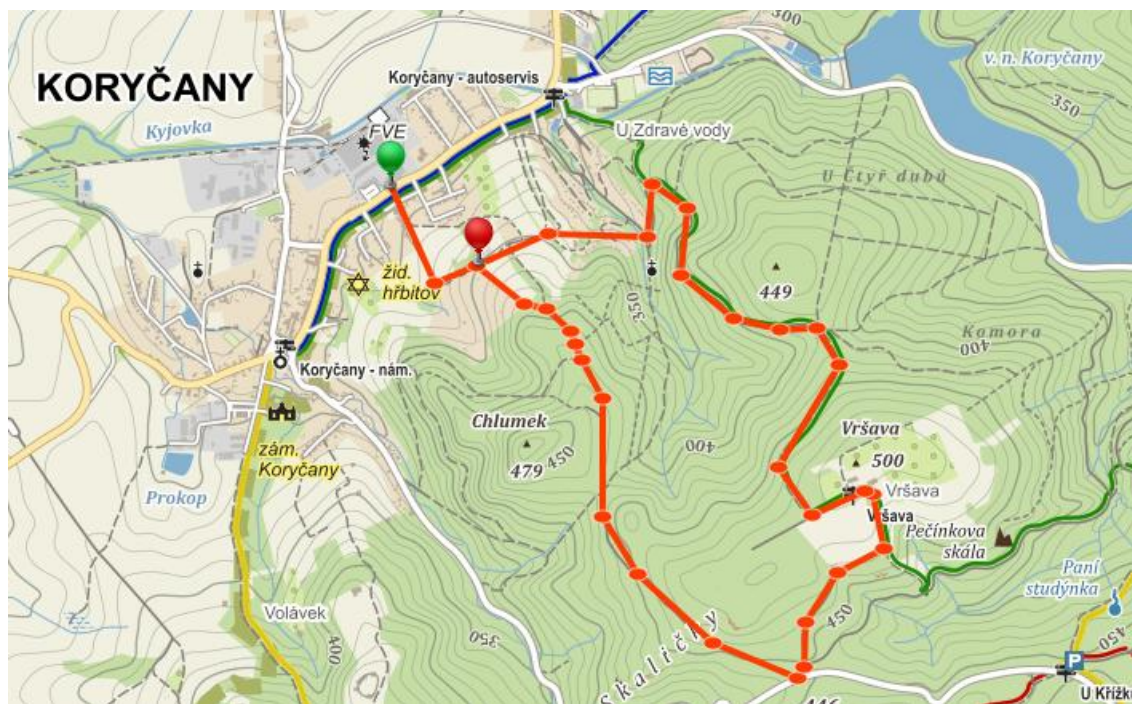 300
KORYČANY
Koryčany - autoservis
v. n. Koryčany
350
Kyjovka
FVE
U Zdravé vody
U Čtyř dubů
žid.
hřbitov
350
449
Komora
400
Koryčany - nám.
Chlumek
479
450
400
Vršava
500
zám.
Koryčany
Prokop
Vršava
Vršava
Pečínkova
skála
Paní
studýnka
Volávek
400
350
450
450
Skaličky
P
446
U Křížk